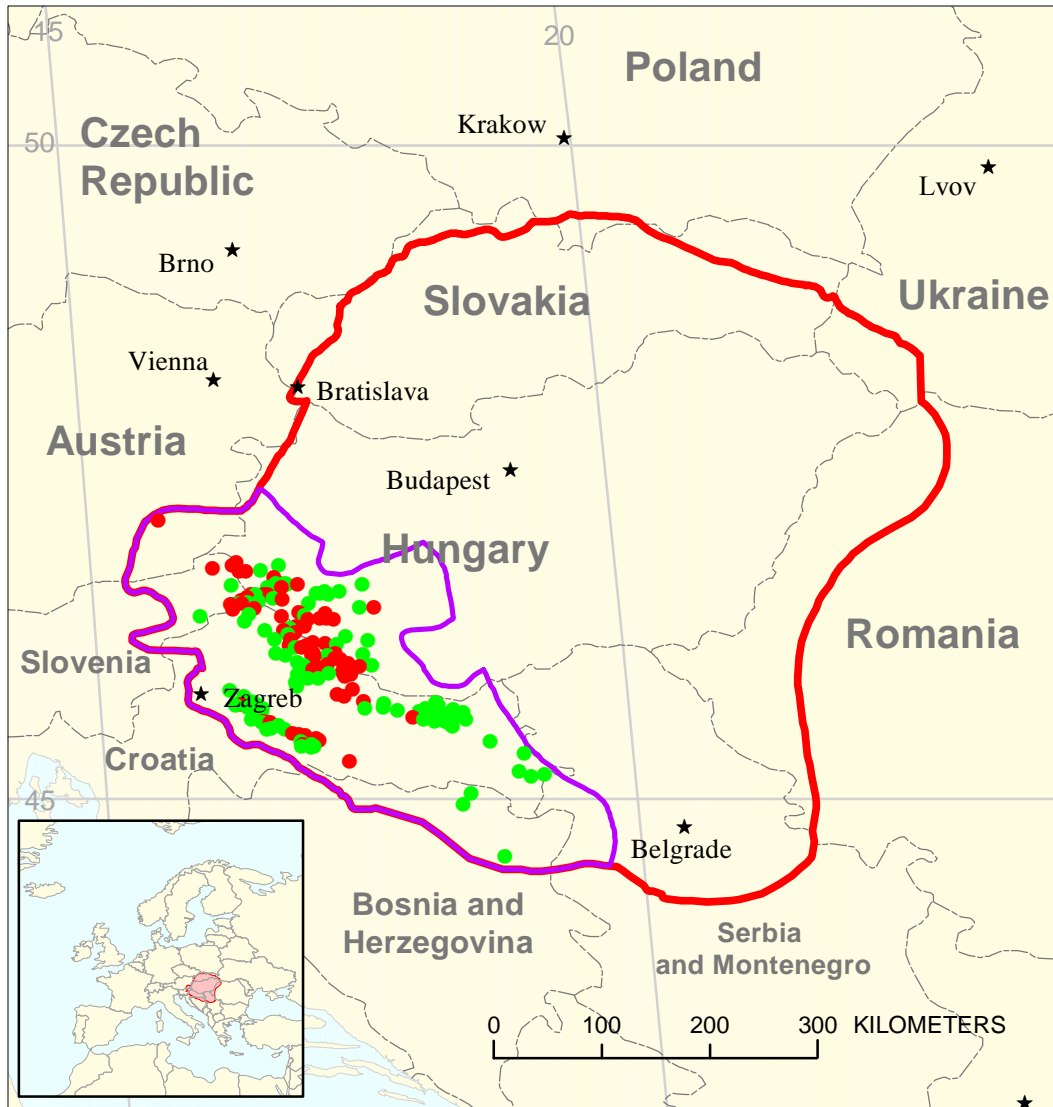 15
20
Poland
Krakow
Czech
Republic
50
Lvov
Brno
Slovakia
Ukraine
Vienna
Bratislava
Austria
Budapest
Hungary
Romania
Slovenia
Zagreb
Croatia
45
Belgrade
Bosnia and
Herzegovina
Serbia
and Montenegro
0 100 200 300 KILOMETERS